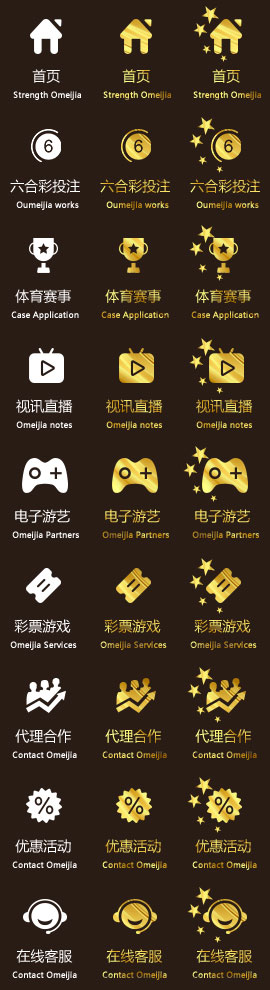 首页 首页 首页
Strength Omeijia Strength Omeijia Strength Omeijia
6 6 6
六合彩投注 六合彩投注 六合彩投注
Oumeijia works Oumeijia works Oumeijia works
体育赛事 体育赛事 体育赛事
Case Application Case Application Case Application
视讯直播 视讯直播 视讯直播
Omeijia notes Omeijia notes Omeijia notes
电子游艺 电子游艺 电子游艺
Omeijia Partners Omeijia Partners Omeijia Partners
彩票游戏 彩票游戏 彩票游戏
Omeijia Services Omeijia Services Omeijia Services
代理合作 代理合作 代理合作
Contact Omeijia Contact Omeijia Contact Omeijia
% % %
优惠活动 优惠活动 优惠活动
Contact Omeijia Contact Omeijia Contact Omeijia
在线客服 在线客服 在线客服
Contact Omeijia Contact Omeijia Contact Omeijia